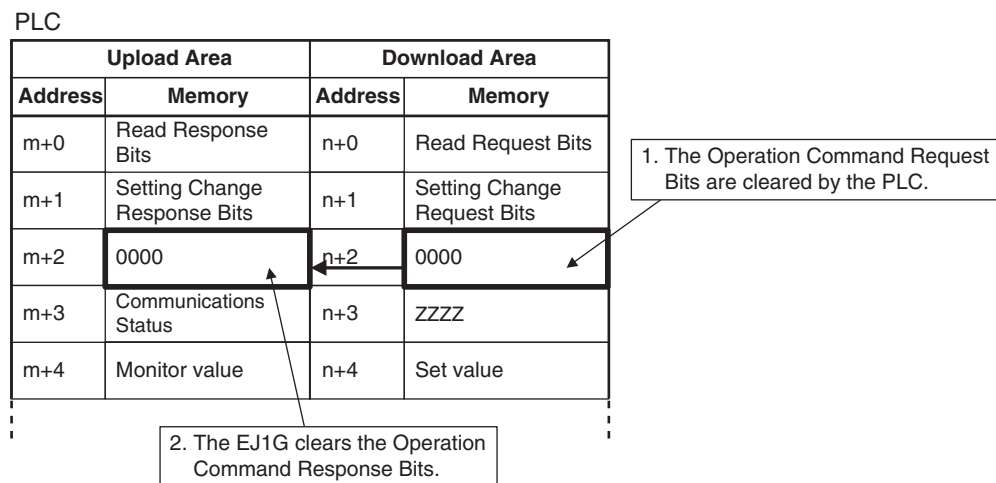 PLC
Upload Area Download Area
Address Memory Address Memory
m+0 Read Response Bits n+0 Read Request Bits
m+1 Setting Change Response Bits n+1 Setting Change Request Bits
m+2 0000 n+2 0000
m+3 Communications Status n+3 ZZZZ
m+4 Monitor value n+4 Set value
1. The Operation Command Request
Bits are cleared by the PLC.
2. The EJ1G clears the Operation
Command Response Bits.